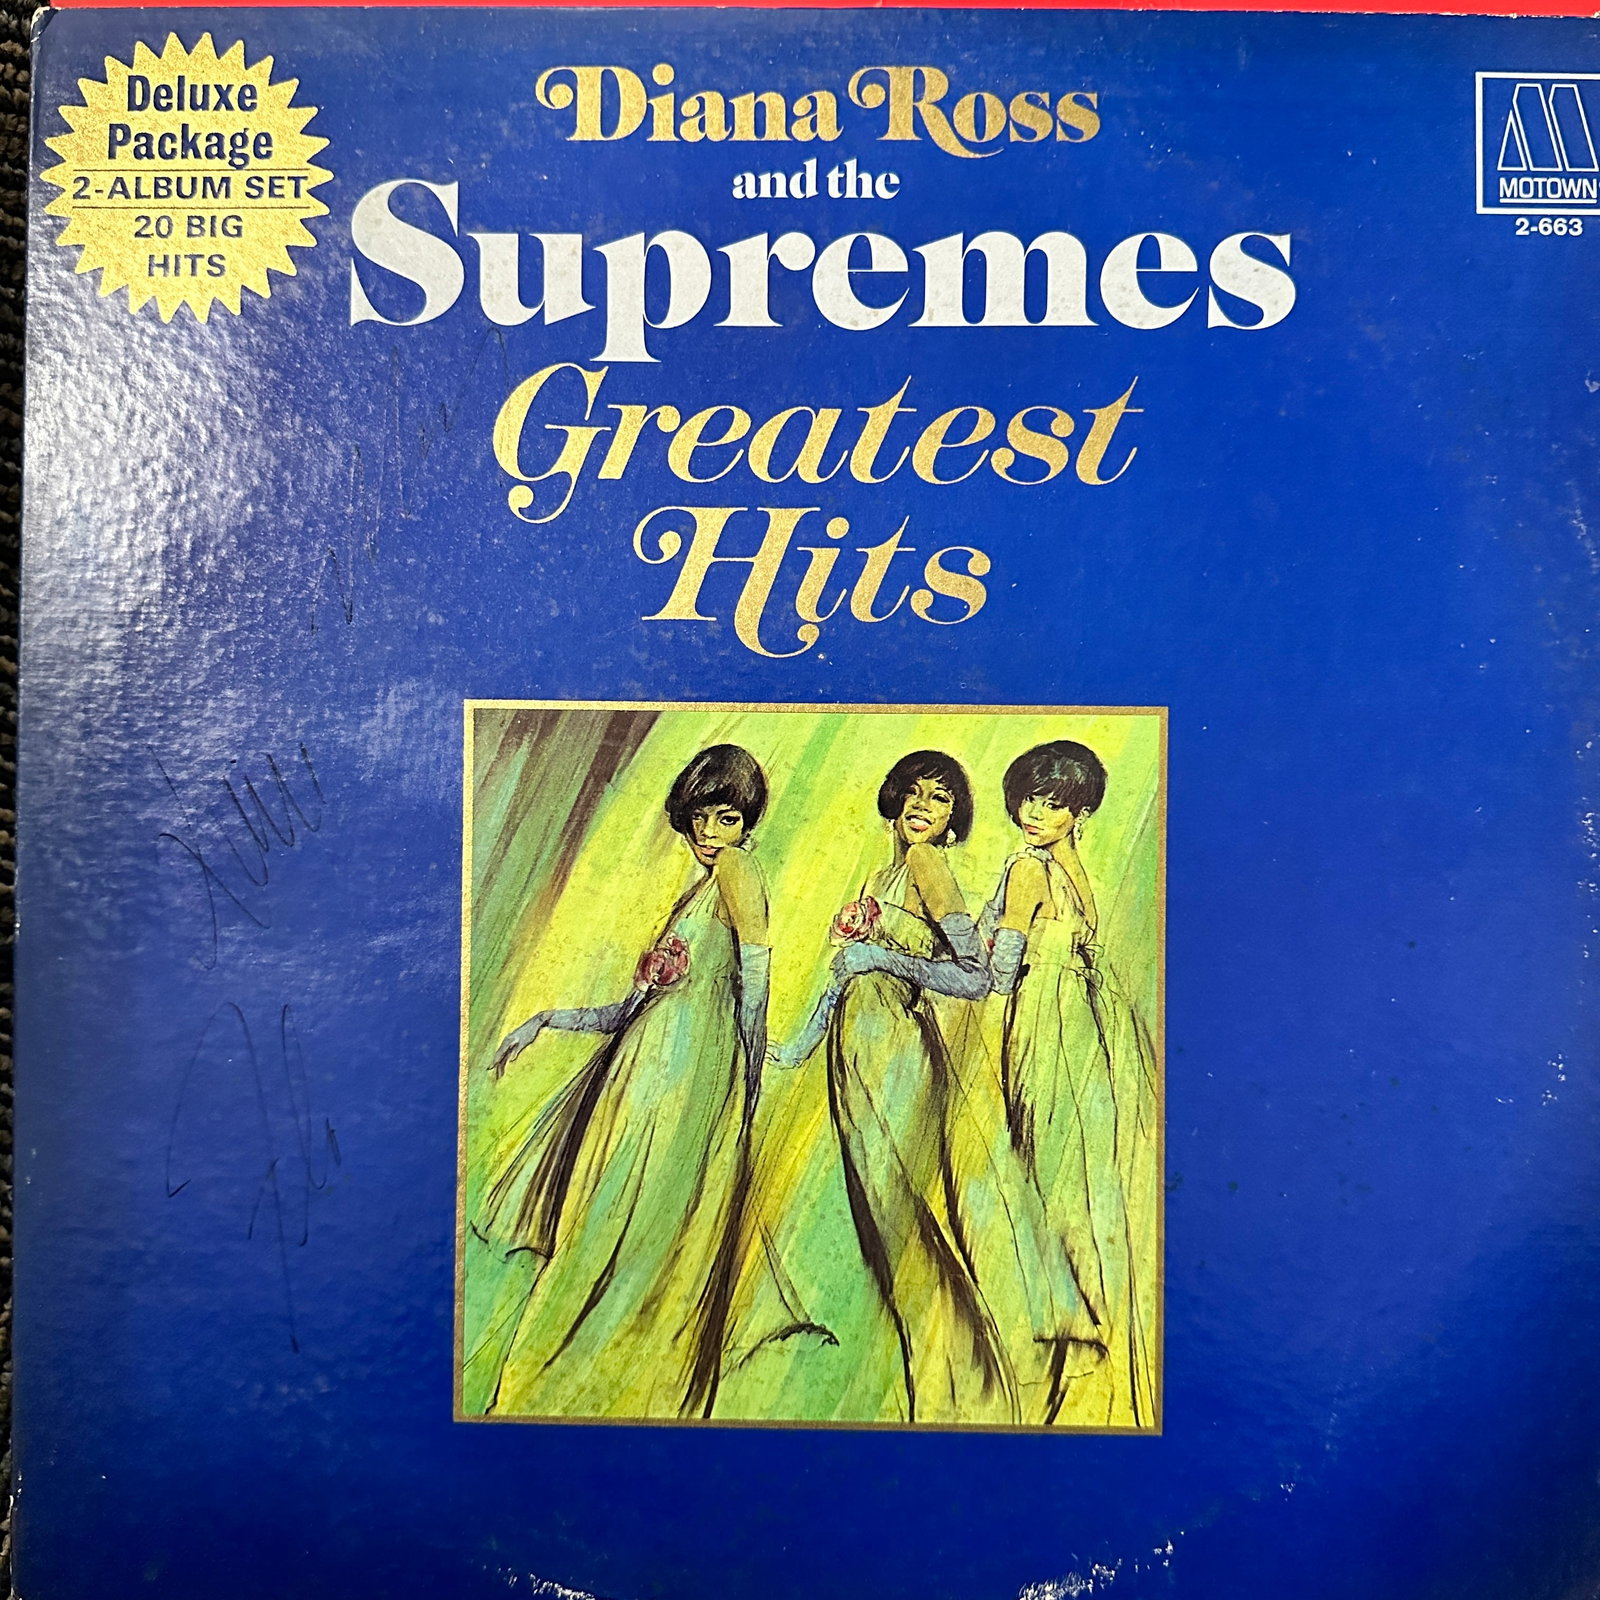 Deluxe
Package
2-ALBUM SET
20 BIG
HITS
Diana Ross
and the
Supremes
Greatest
Hits
MOTOWN
2-663